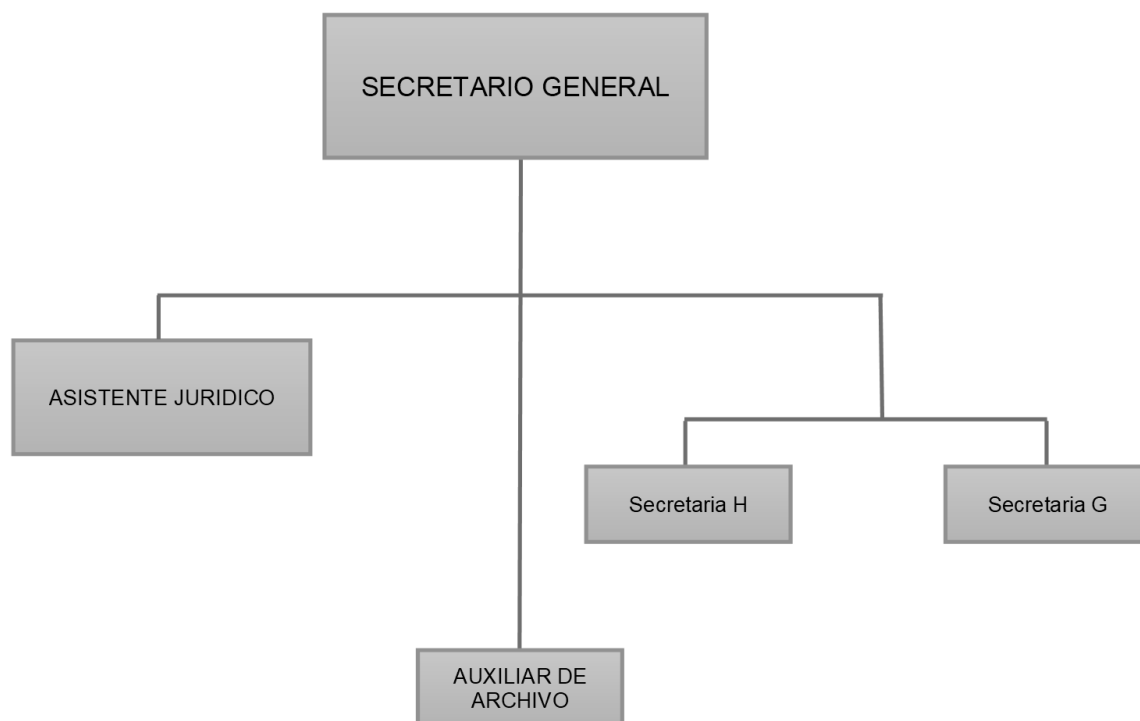 SECRETARIO GENERAL
ASISTENTE JURIDICO
Secretaria H
Secretaria G
AUXILIAR DE
ARCHIVO